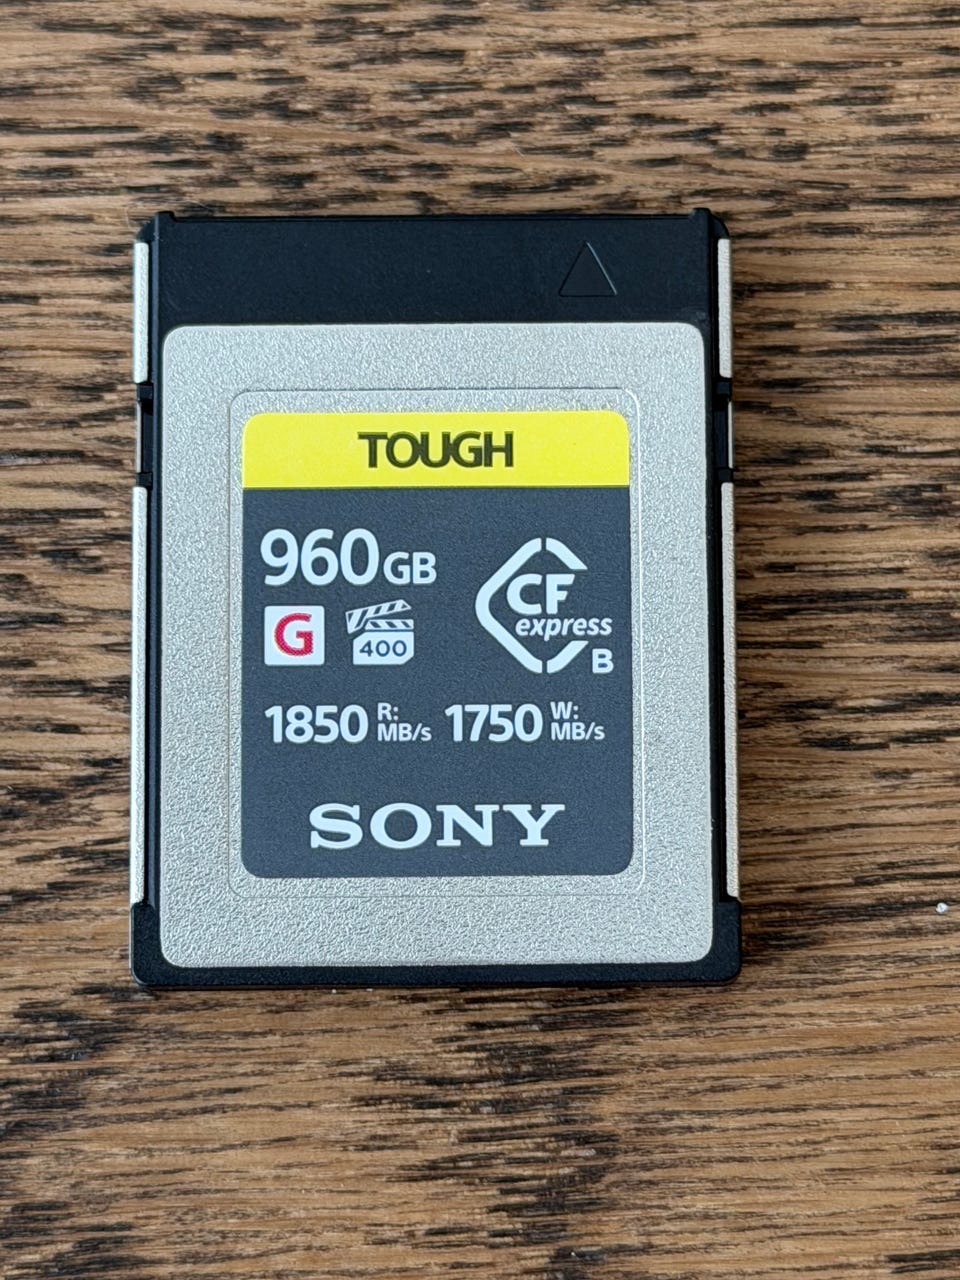 TOUGH
960GB
G 400
CF
express
B
1850 R: MB/s 1750 W: MB/s
SONY